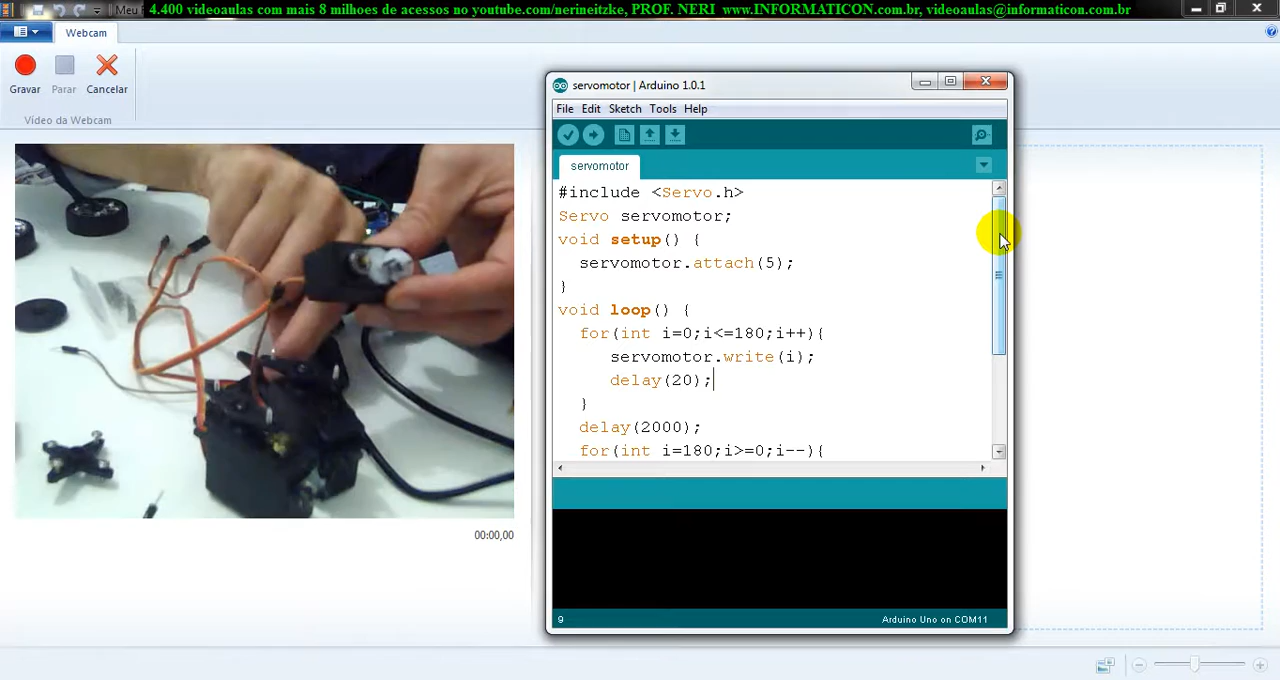 4.400 videoaulas com mais 8 milhoes de acessos no youtube.com/nerineitzke, PROF. NERI www.INFORMATICON.com.br, videoaulas@informaticon.com.br
Meu
Webcam
Gravar
Parar
Cancelar
Vídeo da Webcam
00:00,00
servomotor | Arduino 1.0.1
File Edit Sketch Tools Help
servomotor
#include <Servo.h>
Servo servomotor;
void setup() {
servomotor.attach(5);
}
void loop() {
for(int i=0;i<=180;i++){
servomotor.write(i);
delay(20);
}
delay(2000);
for(int i=180;i>=0;i--){
9
Arduino Uno on COM11